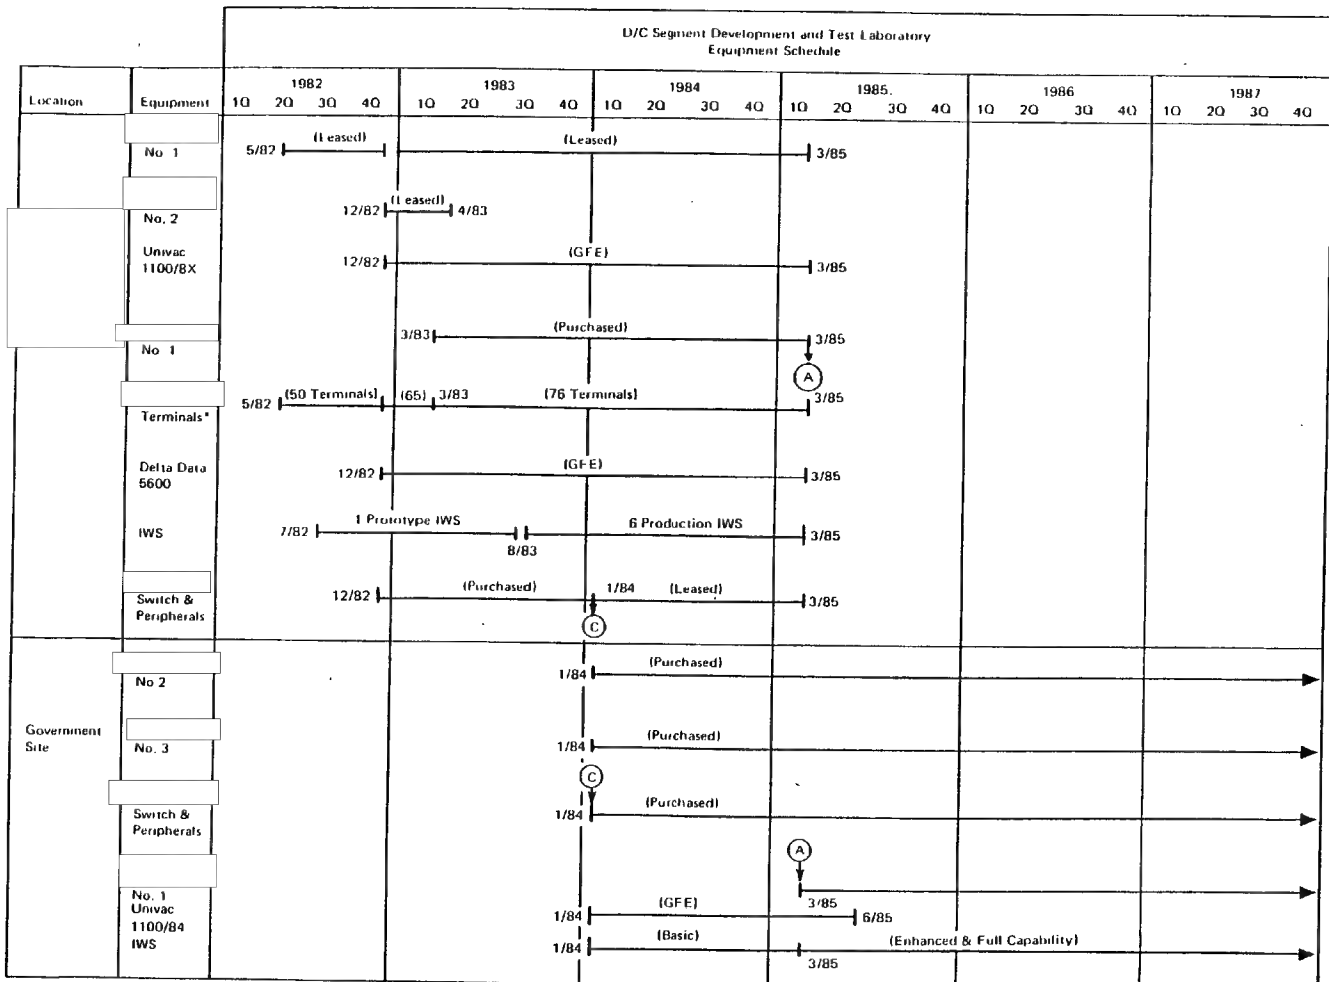 D/C Segment Development and Test Laboratory
Equipment Schedule
Location Equipment
1982 1983 1984 1985. 1986 1987
1Q 2Q 3Q 4Q 1Q 2Q 3Q 4Q 1Q 2Q 3Q 4Q 1Q 2Q 3Q 4Q 1Q 2Q 3Q 4Q 1Q 2Q 3Q 4Q
(Leased) (Leased)
No. 1 5/82 3/85
(Leased)
No. 2 12/82 4/83
Univac
1100/8X
(GFE)
12/82 3/85
(Purchased)
3/83 3/85
No. 1
A
Terminals*
5/82 (50 Terminals) (65) 3/83 (76 Terminals) 3/85
Delta Data
5600
(GFE)
12/82 3/85
IWS
7/82 1 Prototype IWS 8/83 6 Production IWS 3/85
Switch &
Peripherals
12/82 (Purchased) 1/84 (Leased) 3/85
C
Government
Site
No. 2
1/84 (Purchased)
No. 3
1/84 (Purchased)
C
Switch &
Peripherals
1/84 (Purchased)
A
No. 1
3/85
Univac
1100/84
1/84 (GFE) 6/85
IWS
1/84 (Basic) 3/85 (Enhanced & Full Capability)